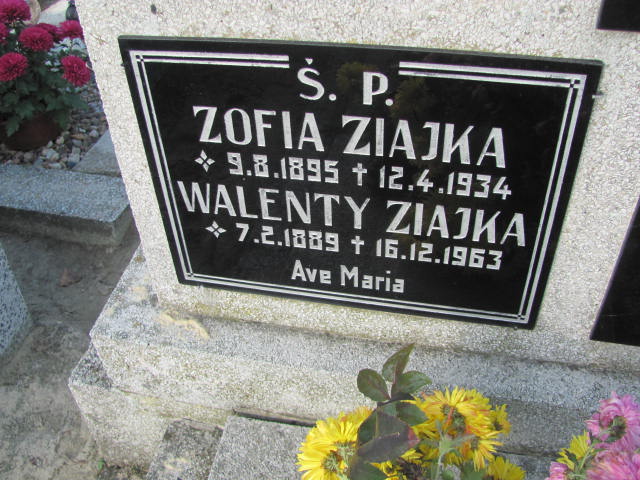 Ś. P.
ZOFIA ZIAJKA
9.8.1895 † 12.4.1934
WALENTY ZIAJKA
7.2.1889 † 16.12.1963
Ave Maria